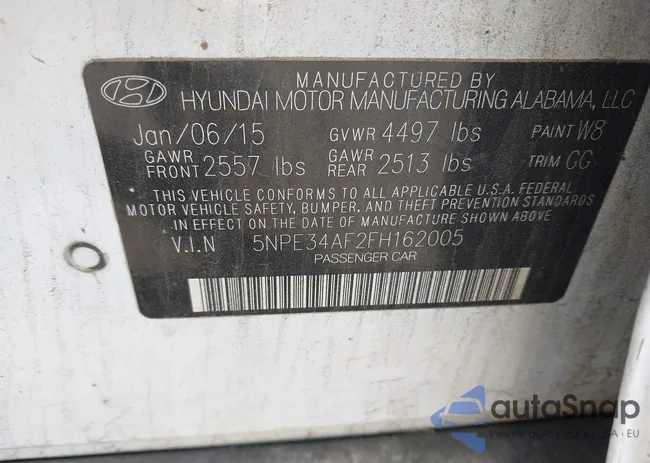 MANUFACTURED BY
HYUNDAI MOTOR MANUFACTURING ALABAMA, LLC
Jan/06/15 GVWR 4497 lbs PAINT W8
GAWR FRONT 2557 lbs GAWR REAR 2513 lbs TRIM GG
THIS VEHICLE CONFORMS TO ALL APPLICABLE U.S.A. FEDERAL
MOTOR VEHICLE SAFETY, BUMPER, AND THEFT PREVENTION
STANDARDS IN EFFECT ON THE DATE OF MANUFACTURE SHOWN ABOVE.
V.I.N 5NPE34AF2FH162005
PASSENGER CAR
autoSnap
USA i EU